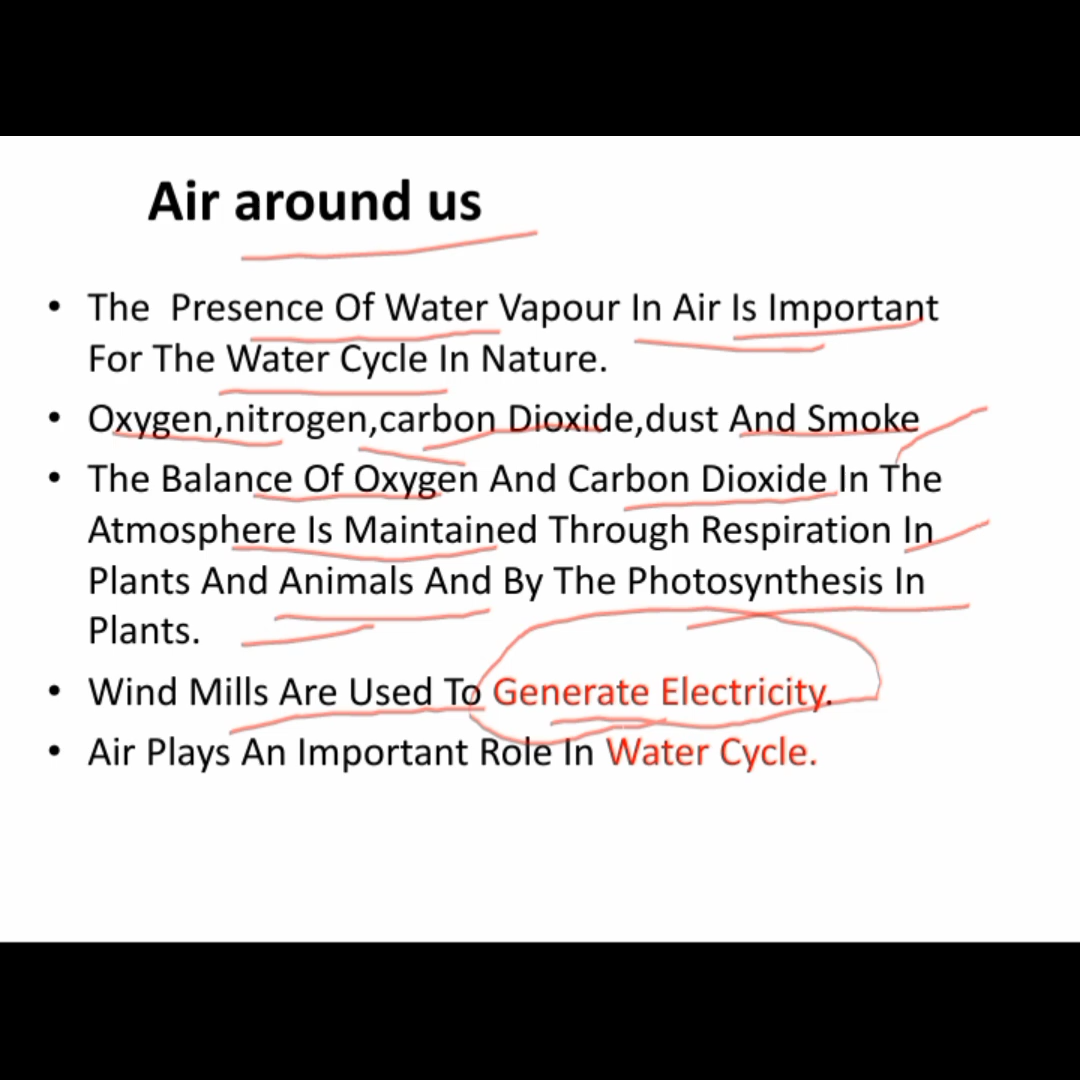 Air around us
• The Presence Of Water Vapour In Air Is Important
For The Water Cycle In Nature.
• Oxygen,nitrogen,carbon Dioxide,dust And Smoke
• The Balance Of Oxygen And Carbon Dioxide In The
Atmosphere Is Maintained Through Respiration In
Plants And Animals And By The Photosynthesis In
Plants.
• Wind Mills Are Used To Generate Electricity.
• Air Plays An Important Role In Water Cycle.